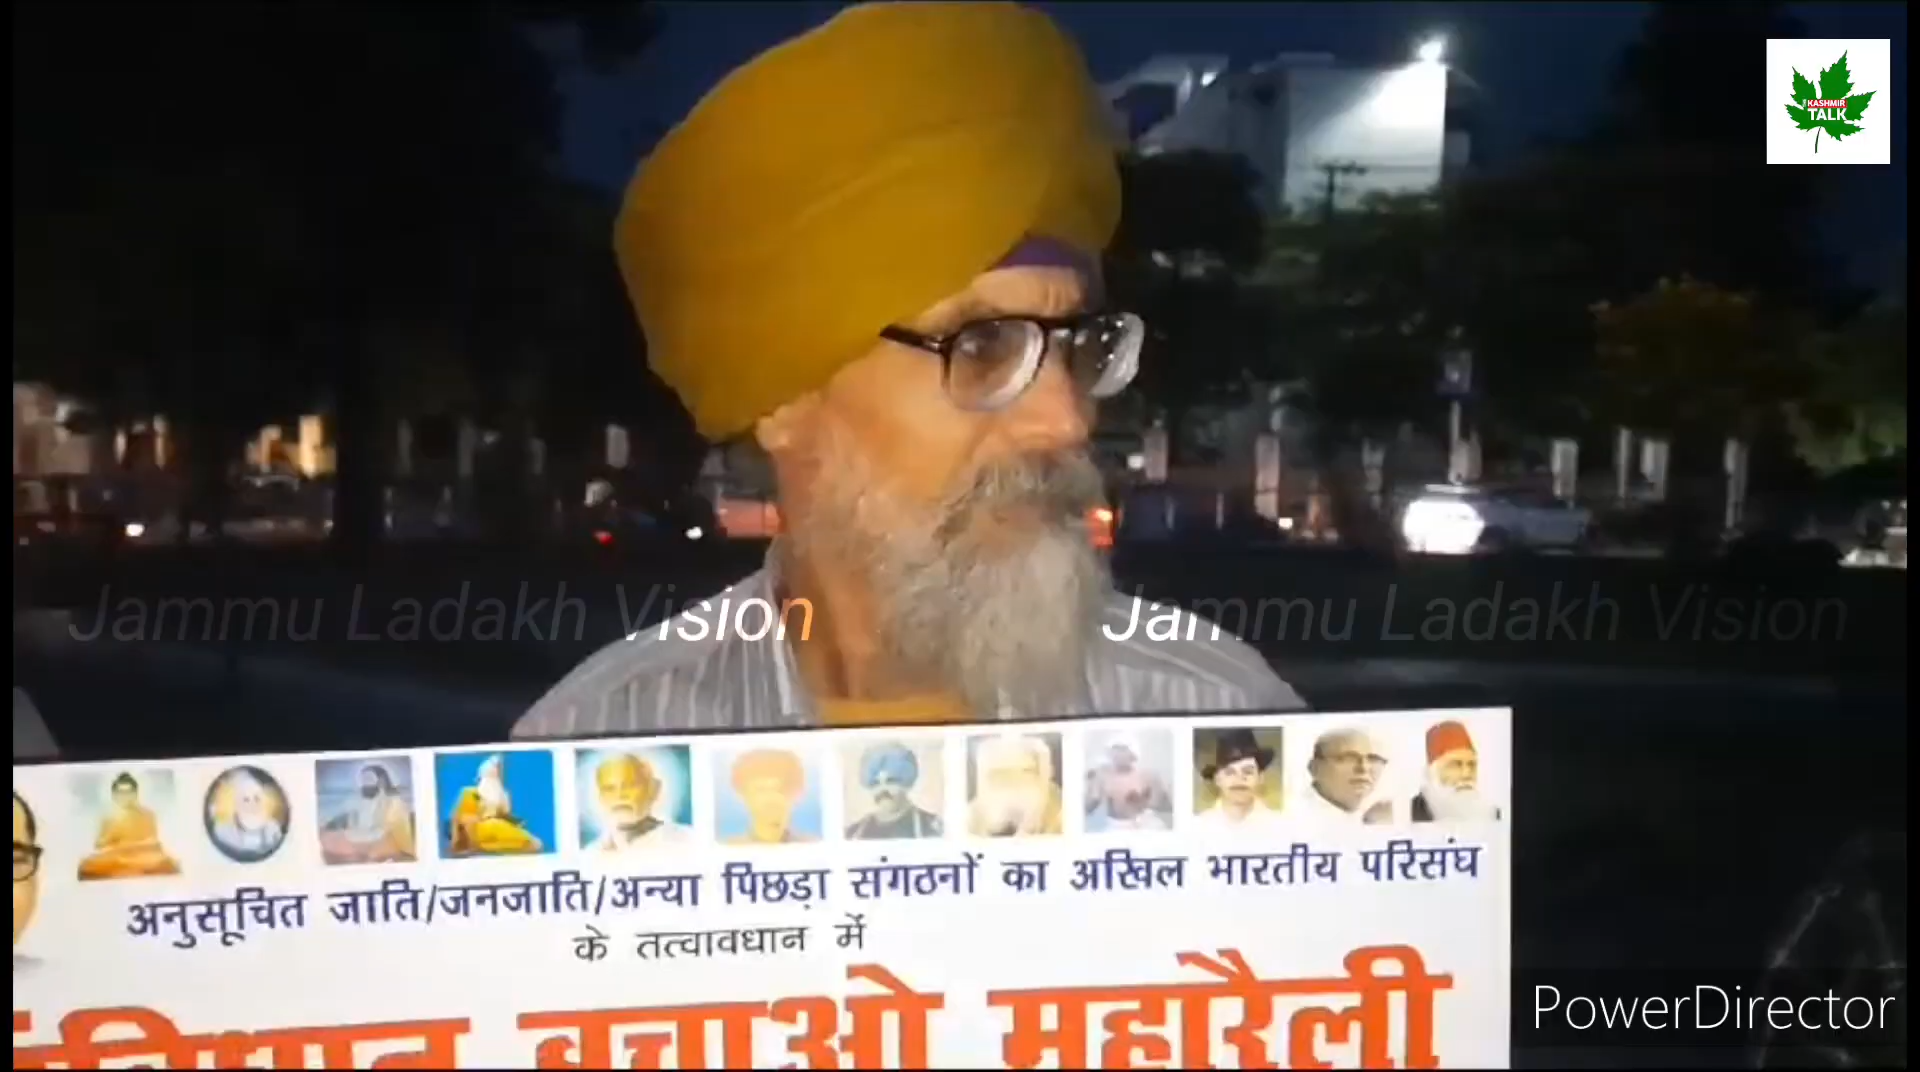 KASHMIR
TALK
Jammu Ladakh Vision Jammu Ladakh Vision
अनुसूचित जाति/जनजाति/अन्या पिछड़ा संगठनों का अखिल भारतीय परिसंघ
के तत्वावधान में
बचाओ महारैली
PowerDirector